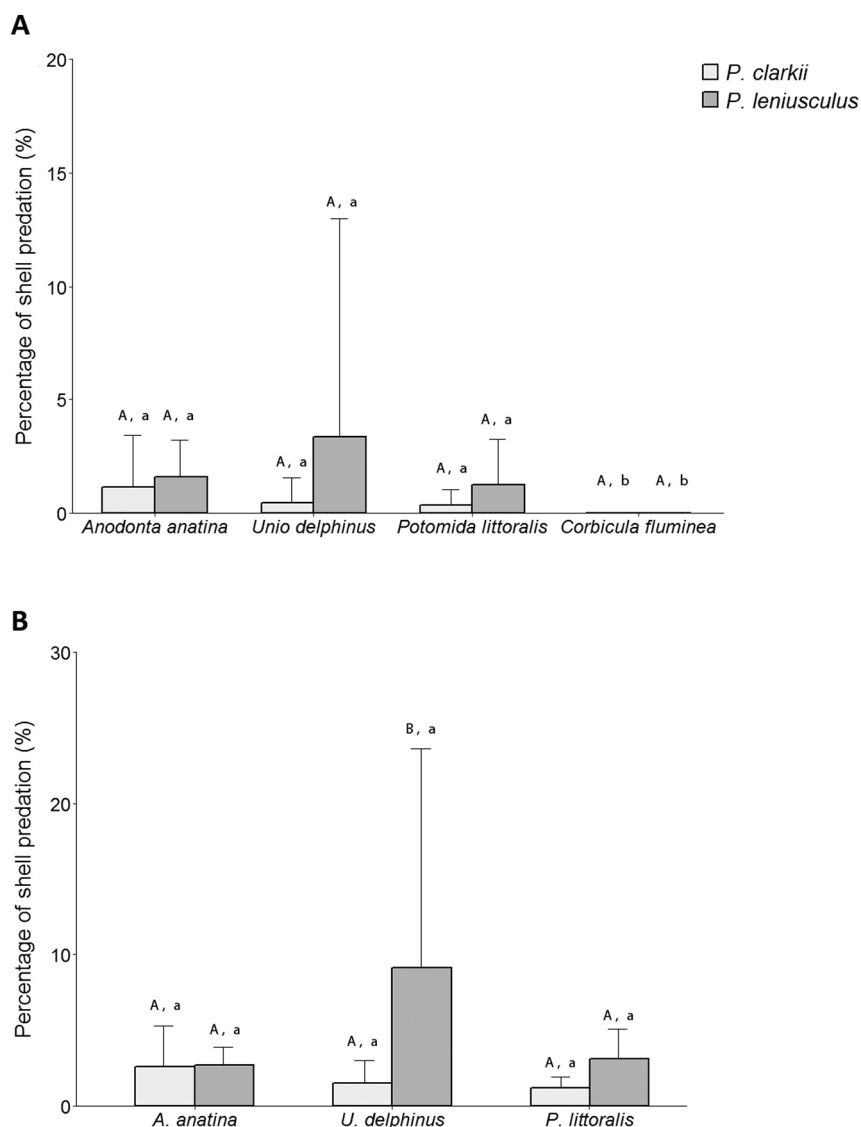 A
Percentage of shell predation (%)
20
15
10
5
0
P. clarkii
P. leniusculus
A, a
A, a
A, a
A, a
A, a
A, a
A, b
A, b
Anodonta anatina
Unio delphinus
Potomida littoralis
Corbicula fluminea
B
Percentage of shell predation (%)
30
20
10
0
A, a
A, a
A, a
B, a
A, a
A, a
A. anatina
U. delphinus
P. littoralis